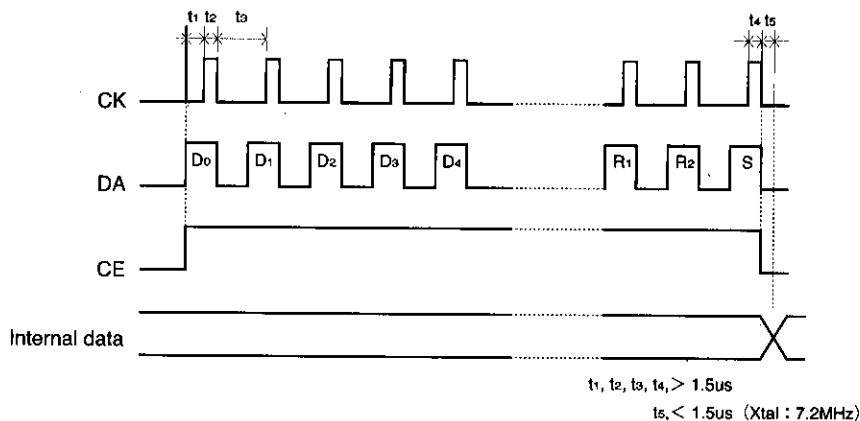 t₁ t₂ t₃ t₄ t₅
CK
DA D₀ D₁ D₂ D₃ D₄ R₁ R₂ S
CE
Internal data
t₁, t₂, t₃, t₄, > 1.5us
t₅, < 1.5us (Xtal : 7.2MHz)